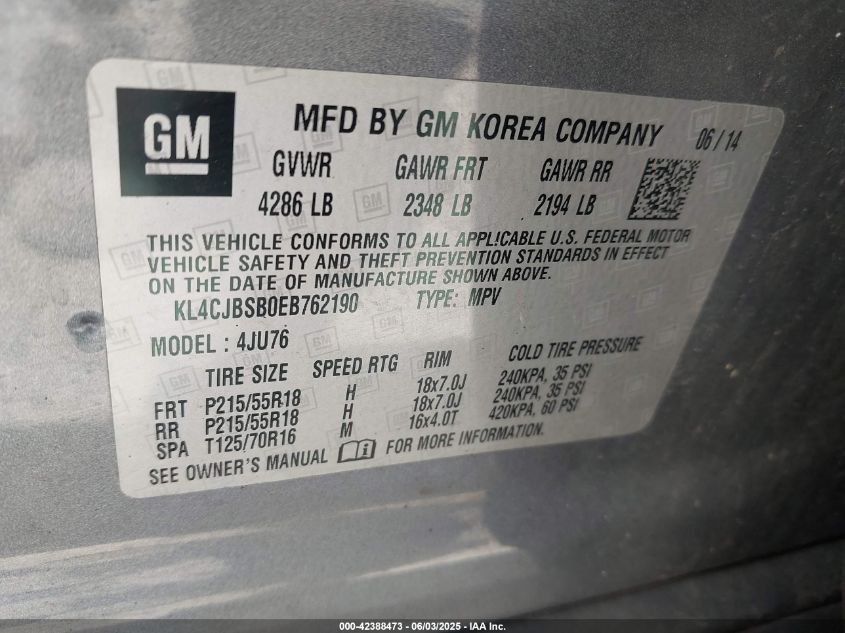 GM
MFD BY GM KOREA COMPANY 06/14
GVWR GAWR FRT GAWR RR
4286 LB 2348 LB 2194 LB
THIS VEHICLE CONFORMS TO ALL APPLICABLE U.S. FEDERAL MOTOR
VEHICLE SAFETY AND THEFT PREVENTION STANDARDS IN EFFECT
ON THE DATE OF MANUFACTURE SHOWN ABOVE.
KL4CJBSB0EB762190 TYPE: MPV
MODEL : 4JU76
TIRE SIZE SPEED RTG RIM COLD TIRE PRESSURE
FRT P215/55R18 H 18x7.0J 240KPA, 35 PSI
RR P215/55R18 H 18x7.0J 240KPA, 35 PSI
SPA T125/70R16 M 16x4.0T 420KPA, 60 PSI
SEE OWNER'S MANUAL i FOR MORE INFORMATION.
000-42388473 - 06/03/2025 - IAA Inc.